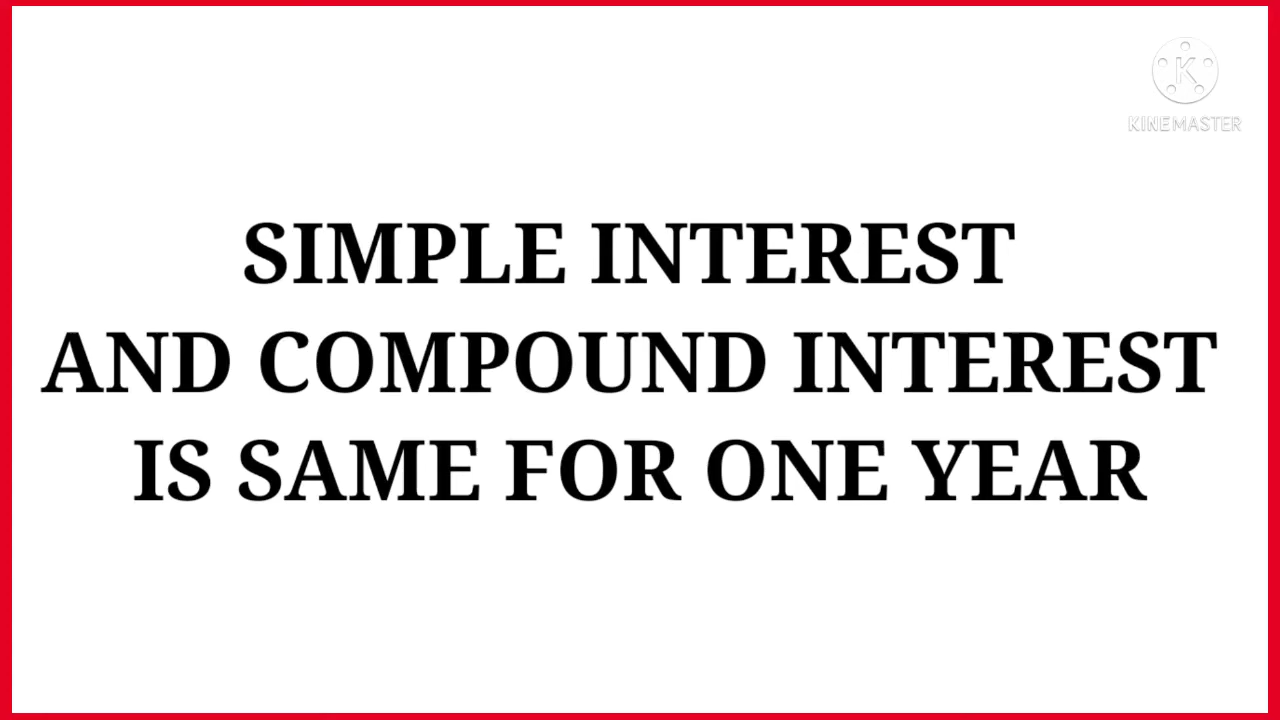 KINEMASTER
SIMPLE INTEREST
AND COMPOUND INTEREST
IS SAME FOR ONE YEAR